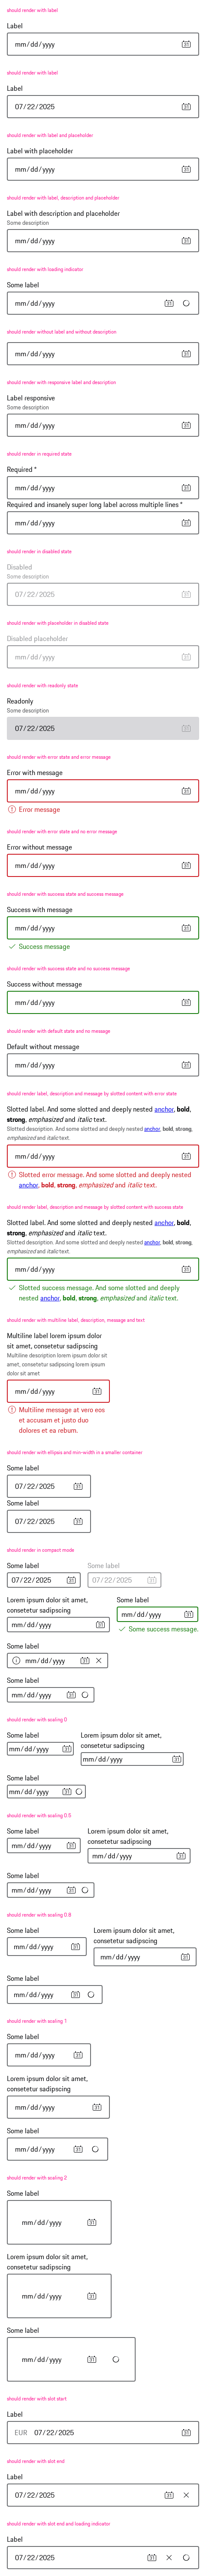 should render with label
Label
mm/dd/yyyy
should render with label
Label
07/22/2025
should render with label and placeholder
Label with placeholder
mm/dd/yyyy
should render with label, description and placeholder
Label with description and placeholder
Some description
mm/dd/yyyy
should render with loading indicator
Some label
mm/dd/yyyy
should render without label and without description
mm/dd/yyyy
should render with responsive label and description
Label responsive
Some description
mm/dd/yyyy
should render in required state
Required *
mm/dd/yyyy
Required and insanely super long label across multiple lines *
mm/dd/yyyy
should render in disabled state
Disabled
Some description
07/22/2025
should render with placeholder in disabled state
Disabled placeholder
mm/dd/yyyy
should render with readonly state
Readonly
Some description
07/22/2025
should render with error state and error message
Error with message
mm/dd/yyyy
Error message
should render with error state and no error message
Error without message
mm/dd/yyyy
should render with success state and success message
Success with message
mm/dd/yyyy
Success message
should render with success state and no success message
Success without message
mm/dd/yyyy
should render with default state and no message
Default without message
mm/dd/yyyy
should render label, description and message by slotted content with error state
Slotted label. And some slotted and deeply nested anchor, bold,
strong, emphasized and italic text.
Slotted description. And some slotted and deeply nested anchor, bold, strong,
emphasized and italic text.
mm/dd/yyyy
Slotted error message. And some slotted and deeply nested
anchor, bold, strong, emphasized and italic text.
should render label, description and message by slotted content with success state
Slotted label. And some slotted and deeply nested anchor, bold,
strong, emphasized and italic text.
Slotted description. And some slotted and deeply nested anchor, bold, strong,
emphasized and italic text.
mm/dd/yyyy
Slotted success message. And some slotted and deeply
nested anchor, bold, strong, emphasized and italic text.
should render with multiline label, description, message and text
Multiline label lorem ipsum dolor
sit amet, consetetur sadipscing
Multiline description lorem ipsum dolor sit
amet, consetetur sadipscing lorem ipsum
dolor sit amet
mm/dd/yyyy
Multiline message at vero eos
et accusam et justo duo
dolores et ea rebum.
should render with ellipsis and min-width in a smaller container
Some label
07/22/2025
Some label
07/22/2025
should render in compact mode
Some label Some label
07/22/2025 07/22/2025
Lorem ipsum dolor sit amet, Some label
consetetur sadipscing mm/dd/yyyy
mm/dd/yyyy Some success message.
Some label
mm/dd/yyyy
Some label
mm/dd/yyyy
should render with scaling 0
Some label Lorem ipsum dolor sit amet,
mm/dd/yyyy consetetur sadipscing
mm/dd/yyyy
Some label
mm/dd/yyyy
should render with scaling 0.5
Some label Lorem ipsum dolor sit amet,
mm/dd/yyyy consetetur sadipscing
mm/dd/yyyy
Some label
mm/dd/yyyy
should render with scaling 0.8
Some label Lorem ipsum dolor sit amet,
mm/dd/yyyy consetetur sadipscing
mm/dd/yyyy
Some label
mm/dd/yyyy
should render with scaling 1
Some label
mm/dd/yyyy
Lorem ipsum dolor sit amet,
consetetur sadipscing
mm/dd/yyyy
Some label
mm/dd/yyyy
should render with scaling 2
Some label
mm/dd/yyyy
Lorem ipsum dolor sit amet,
consetetur sadipscing
mm/dd/yyyy
Some label
mm/dd/yyyy
should render with slot start
Label
EUR 07/22/2025
should render with slot end
Label
07/22/2025
should render with slot end and loading indicator
Label
07/22/2025